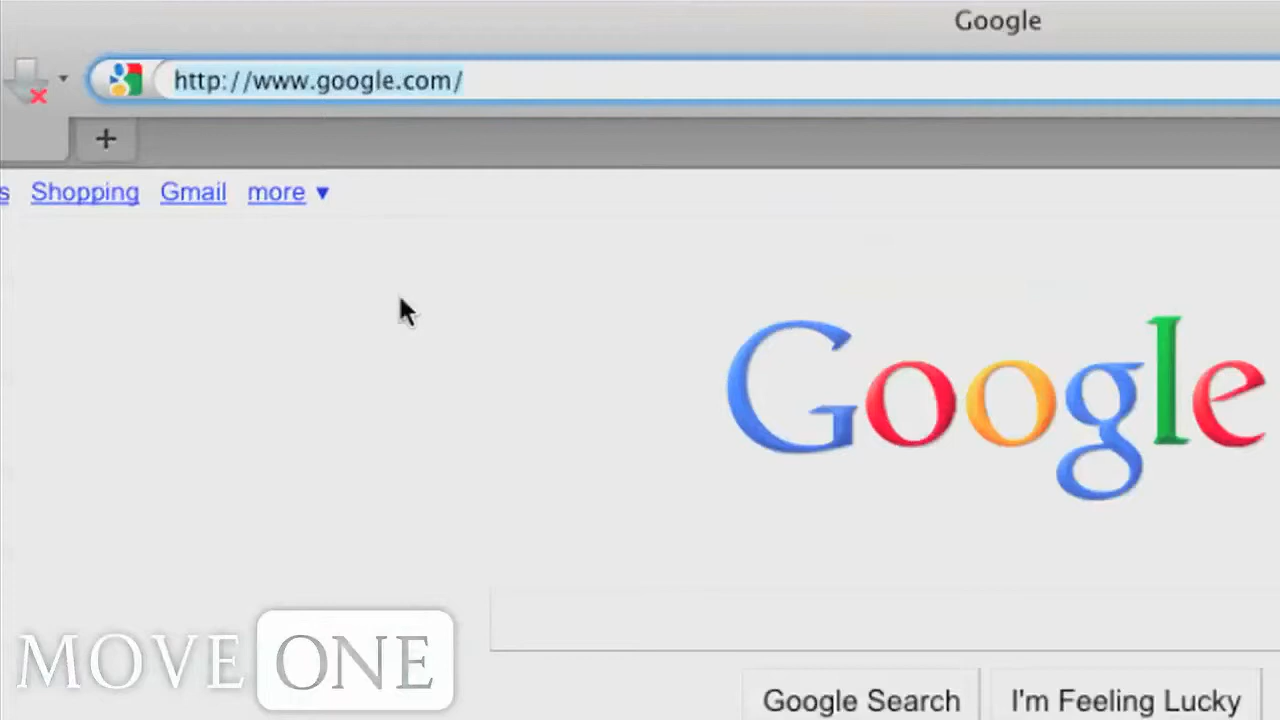 Google
http://www.google.com/
+
s Shopping Gmail more ▼
Google
Google Search I'm Feeling Lucky
MOVE ONE